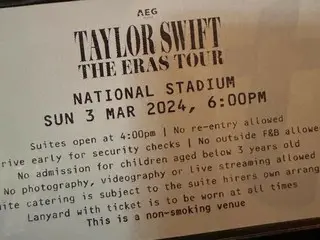 AEG
TAYLOR SWIFT
THE ERAS TOUR
NATIONAL STADIUM
SUN 3 MAR 2024, 6:00PM
Suites open at 4:00pm | No re-entry allowed
rive early for security checks | No outside F&B allowe
No admission for children aged below 3 years old
No photography, videography or live streaming allowed
uite catering is subject to the suite hirers own arrang
Lanyard with ticket is to be worn at all times
This is a non-smoking venue